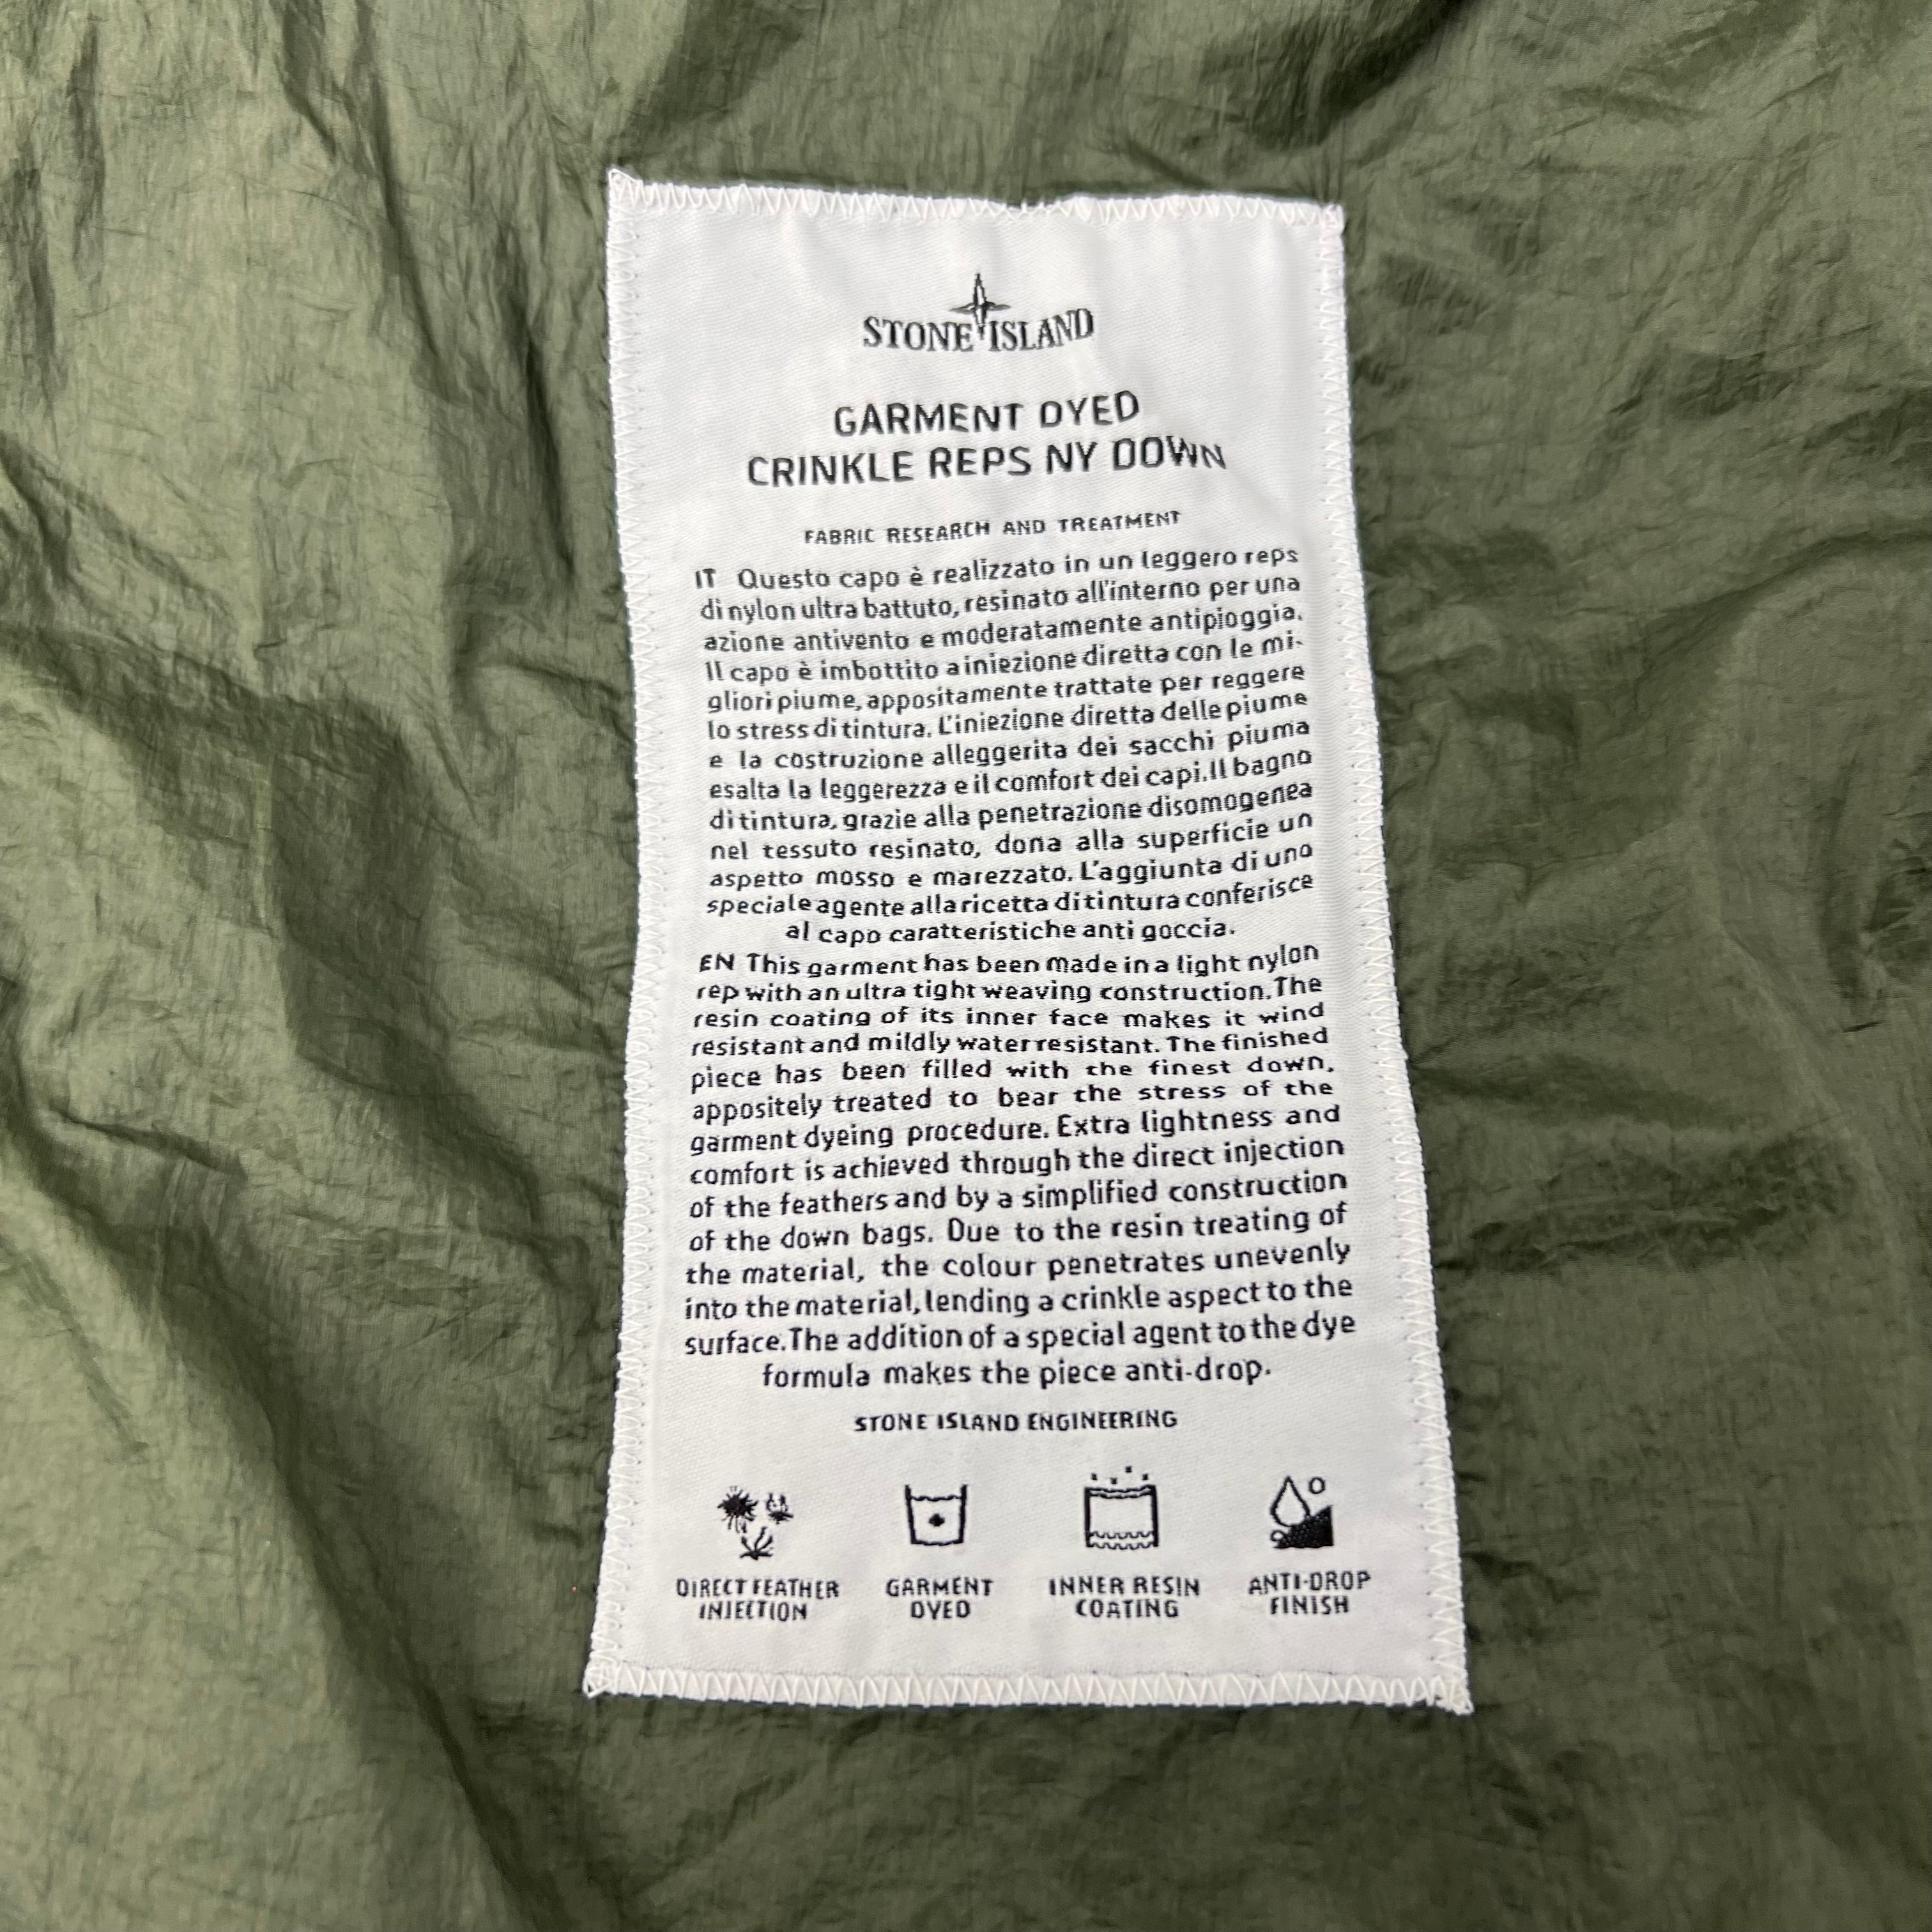 STONE ISLAND
GARMENT DYED
CRINKLE REPS NY DOWN
FABRIC RESEARCH AND TREATMENT
IT Questo capo è realizzato in un leggero reps
di nylon ultra battuto, resinato all'interno per una
azione antivento e moderatamente antipioggia.
Il capo è imbottito a iniezione diretta con le mi-
gliori piume, appositamente trattate per reggere
lo stress di tintura. L'iniezione diretta delle piume
e la costruzione alleggerita dei sacchi piuma
esalta la leggerezza e il comfort dei capi. Il bagno
di tintura, grazie alla penetrazione disomogenea
nel tessuto resinato, dona alla superficie un
aspetto mosso e marezzato. L'aggiunta di uno
speciale agente alla ricetta di tintura conferisce
al capo caratteristiche anti goccia.
EN This garment has been made in a light nylon
rep with an ultra tight weaving construction. The
resin coating of its inner face makes it wind
resistant and mildly water resistant. The finished
piece has been filled with the finest down,
appositely treated to bear the stress of the
garment dyeing procedure. Extra lightness and
comfort is achieved through the direct injection
of the feathers and by a simplified construction
of the down bags. Due to the resin treating of
the material, the colour penetrates unevenly
into the material, lending a crinkle aspect to the
surface. The addition of a special agent to the dye
formula makes the piece anti-drop.
STONE ISLAND ENGINEERING
DIRECT FEATHER
INJECTION
GARMENT
DYED
INNER RESIN
COATING
ANTI-DROP
FINISH